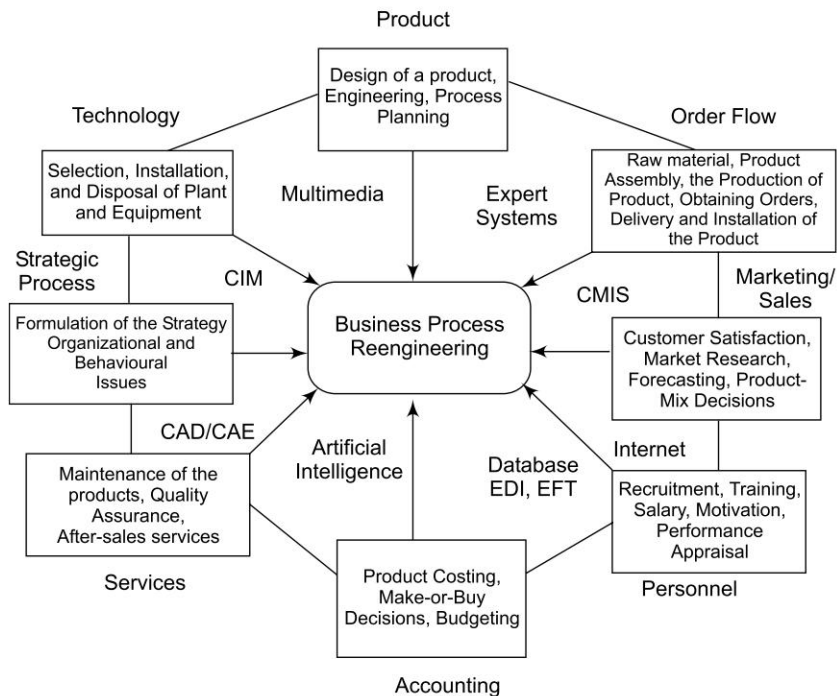 Product
Design of a product,
Engineering, Process
Planning
Technology
Order Flow
Selection, Installation,
and Disposal of Plant
and Equipment
Multimedia
Expert
Systems
Raw material, Product
Assembly, the Production of
Product, Obtaining Orders,
Delivery and Installation of
the Product
Strategic
Process
CIM
CMIS
Marketing/
Sales
Formulation of the Strategy
Organizational and
Behavioural
Issues
Business Process
Reengineering
Customer Satisfaction,
Market Research,
Forecasting, Product-
Mix Decisions
CAD/CAE
Artificial
Intelligence
Database
EDI, EFT
Internet
Maintenance of the
products, Quality
Assurance,
After-sales services
Recruitment, Training,
Salary, Motivation,
Performance
Appraisal
Services
Product Costing,
Make-or-Buy
Decisions, Budgeting
Personnel
Accounting